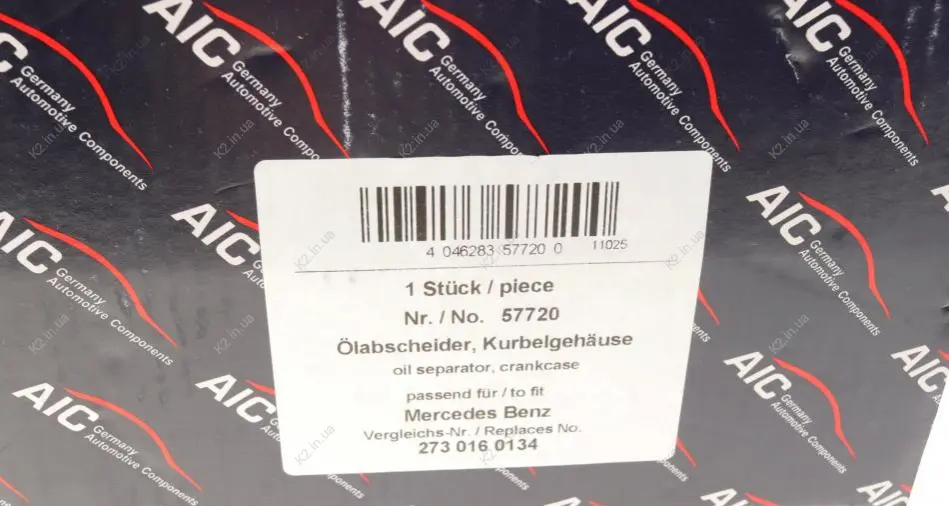 AIC Germany Automotive Components
4 046283 57720 0 11025
1 Stück / piece
Nr. / No. 57720
Ölabscheider, Kurbelgehäuse
oil separator, crankcase
passend für / to fit
Mercedes Benz
Vergleichs-Nr. / Replaces No.
273 016 0134
K2.in.ua